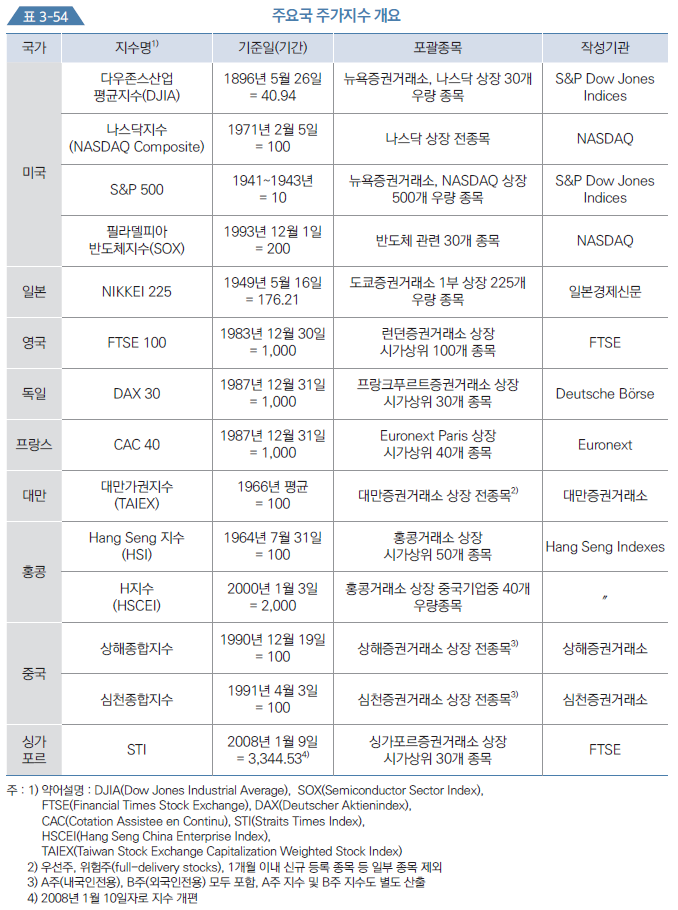 표 3-54
주요국 주가지수 개요
국가 지수명1) 기준일(기간) 포괄종목 작성기관
미국
다우존스산업
평균지수(DJIA)
1896년 5월 26일
= 40.94
뉴욕증권거래소, 나스닥 상장 30개
우량 종목
S&P Dow Jones
Indices
나스닥지수
(NASDAQ Composite)
1971년 2월 5일
= 100
나스닥 상장 전종목
NASDAQ
S&P 500
1941~1943년
= 10
뉴욕증권거래소, NASDAQ 상장
500개 우량 종목
S&P Dow Jones
Indices
필라델피아
반도체지수(SOX)
1993년 12월 1일
= 200
반도체 관련 30개 종목
NASDAQ
일본
NIKKEI 225
1949년 5월 16일
= 176.21
도쿄증권거래소 1부 상장 225개
우량 종목
일본경제신문
영국
FTSE 100
1983년 12월 30일
= 1,000
런던증권거래소 상장
시가상위 100개 종목
FTSE
독일
DAX 30
1987년 12월 31일
= 1,000
프랑크푸르트증권거래소 상장
시가상위 30개 종목
Deutsche Börse
프랑스
CAC 40
1987년 12월 31일
= 1,000
Euronext Paris 상장
시가상위 40개 종목
Euronext
대만
대만가권지수
(TAIEX)
1966년 평균
= 100
대만증권거래소 상장 전종목2)
대만증권거래소
홍콩
Hang Seng 지수
(HSI)
1964년 7월 31일
= 100
홍콩거래소 상장
시가상위 50개 종목
Hang Seng Indexes
H지수
(HSCEI)
2000년 1월 3일
= 2,000
홍콩거래소 상장 중국기업중 40개
우량종목
〃
중국
상해종합지수
1990년 12월 19일
= 100
상해증권거래소 상장 전종목3)
상해증권거래소
심천종합지수
1991년 4월 3일
= 100
심천증권거래소 상장 전종목3)
심천증권거래소
싱가
포르
STI
2008년 1월 9일
= 3,344.534)
싱가포르증권거래소 상장
시가상위 30개 종목
FTSE
주 : 1) 약어설명 : DJIA(Dow Jones Industrial Average), SOX(Semiconductor Sector Index),
FTSE(Financial Times Stock Exchange), DAX(Deutscher Aktienindex),
CAC(Cotation Assistee en Continu), STI(Straits Times Index),
HSCEI(Hang Seng China Enterprise Index),
TAIEX(Taiwan Stock Exchange Capitalization Weighted Stock Index)
2) 우선주, 위험주(full-delivery stocks), 1개월 이내 신규 등록 종목 등 일부 종목 제외
3) A주(내국인전용), B주(외국인전용) 모두 포함, A주 지수 및 B주 지수도 별도 산출
4) 2008년 1월 10일자로 지수 개편